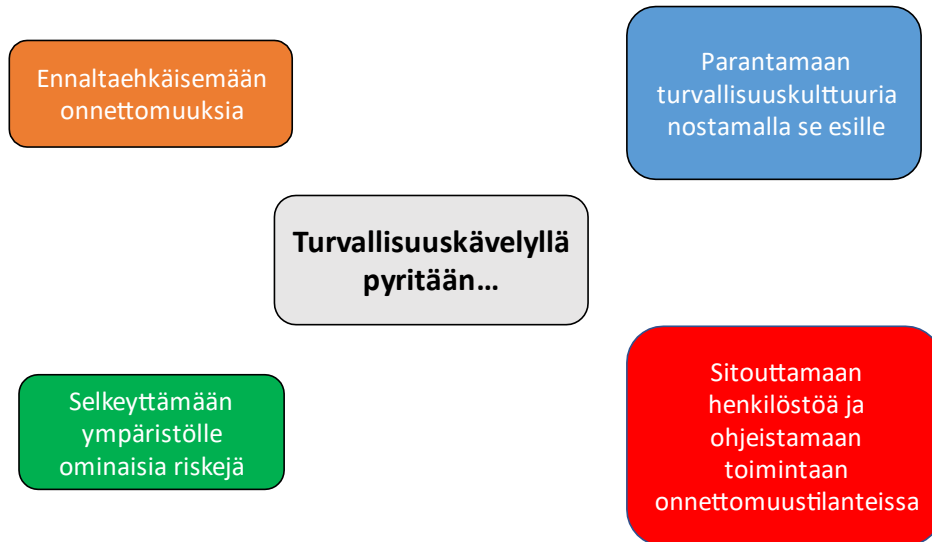 Ennaltaehkäisemään
onnettomuuksia
Parantamaan
turvallisuuskulttuuria
nostamalla se esille
Turvallisuuskävelyllä
pyritään...
Selkeyttämään
ympäristölle
ominaisia riskejä
Sitouttamaan
henkilöstöä ja
ohjeistamaan
toimintaan
onnettomuustilanteissa